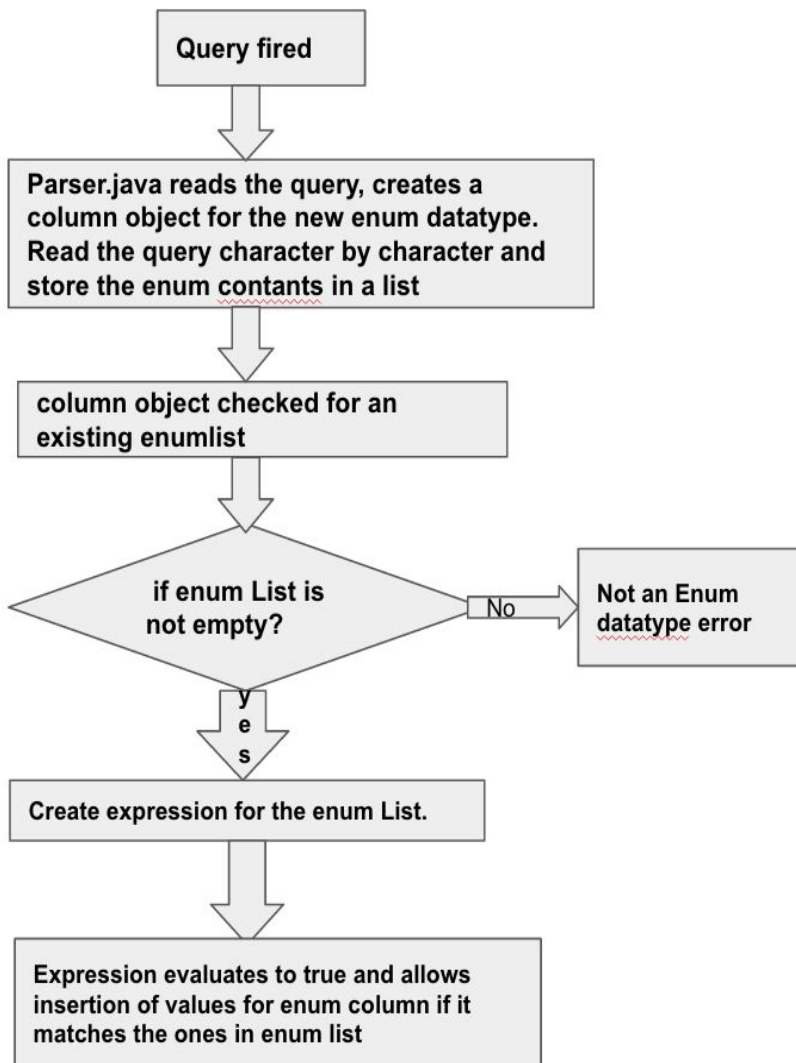 Query fired
Parser.java reads the query, creates a
column object for the new enum datatype.
Read the query character by character and
store the enum contants in a list
column object checked for an
existing enumlist
if enum List is
not empty?
No
Not an Enum
datatype error
yes
Create expression for the enum List.
Expression evaluates to true and allows
insertion of values for enum column if it
matches the ones in enum list